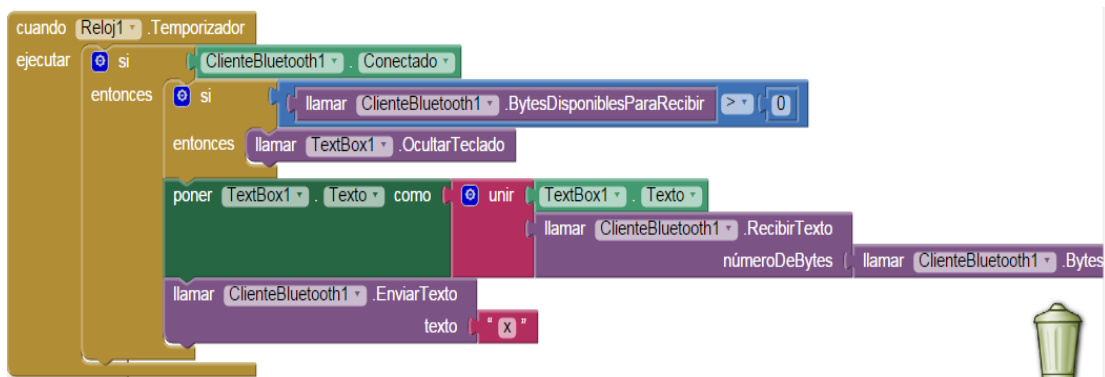 cuando Reloj1 .Temporizador
ejecutar si ClienteBluetooth1 . Conectado
entonces si llamar ClienteBluetooth1 .BytesDisponiblesParaRecibir > 0
entonces llamar TextBox1 .OcultarTeclado
poner TextBox1 . Texto como unir TextBox1 . Texto
llamar ClienteBluetooth1 .RecibirTexto
númeroDeBytes llamar ClienteBluetooth1 .Bytes
llamar ClienteBluetooth1 .EnviarTexto
texto " x "